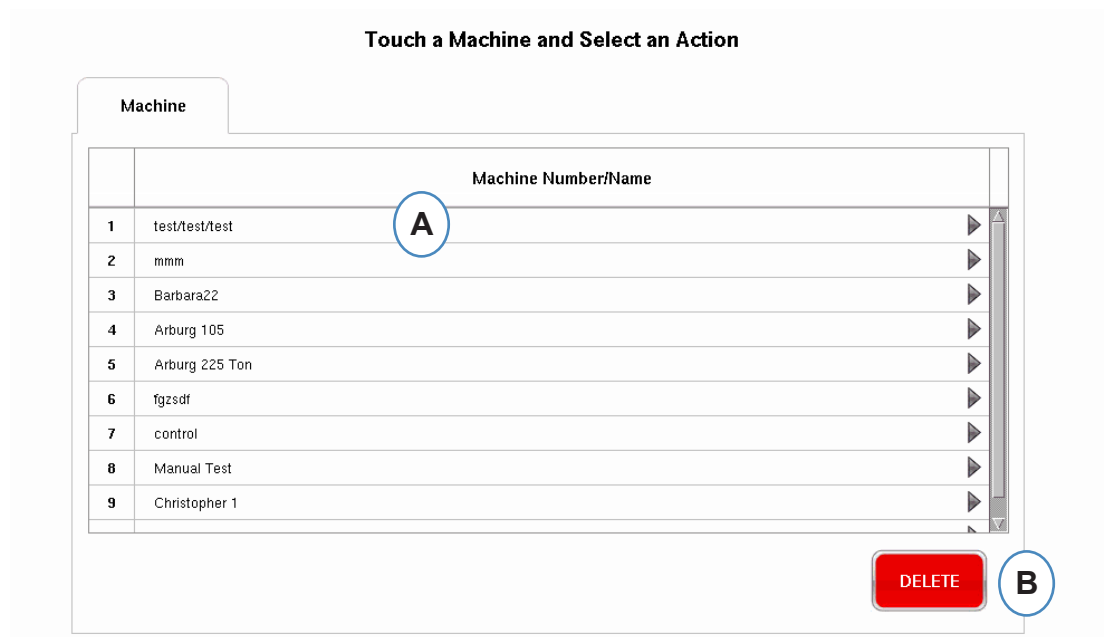 Touch a Machine and Select an Action
Machine
Machine Number/Name
1 test/test/test A
2 mmm
3 Barbara22
4 Arburg 105
5 Arburg 225 Ton
6 fgzsdf
7 control
8 Manual Test
9 Christopher 1
DELETE B